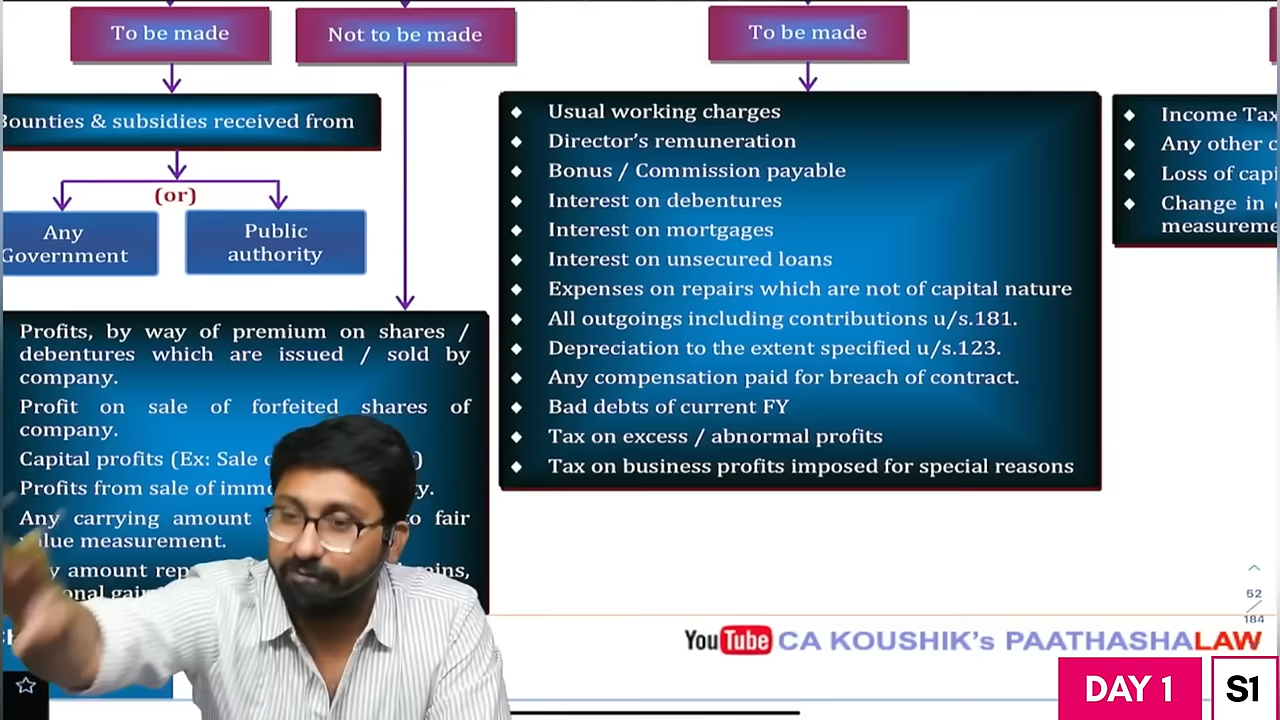 To be made
Not to be made
To be made
Bounties & subsidies received from
(or)
Any
Government
Public
authority
Profits, by way of premium on shares /
debentures which are issued / sold by
company.
Profit on sale of forfeited shares of
company.
Capital profits (Ex: Sale )
Profits from sale of
Any carrying amount to fair
value measurement.
amount
Usual working charges
Director's remuneration
Bonus / Commission payable
Interest on debentures
Interest on mortgages
Interest on unsecured loans
Expenses on repairs which are not of capital nature
All outgoings including contributions u/s.181.
Depreciation to the extent specified u/s.123.
Any compensation paid for breach of contract.
Bad debts of current FY
Tax on excess / abnormal profits
Tax on business profits imposed for special reasons
Income Tax
Any other
Loss of
Change in
52
184
YouTube CA KOUSHIK's PAATHASHALAW
DAY 1
S1